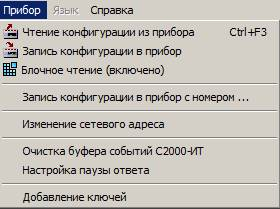 Прибор Язык Справка
Чтение конфигурации из прибора Ctrl+F3
Запись конфигурации в прибор
Блочное чтение (включено)
Запись конфигурации в прибор с номером ...
Изменение сетевого адреса
Очистка буфера событий С2000-ИТ
Настройка паузы ответа
Добавление ключей